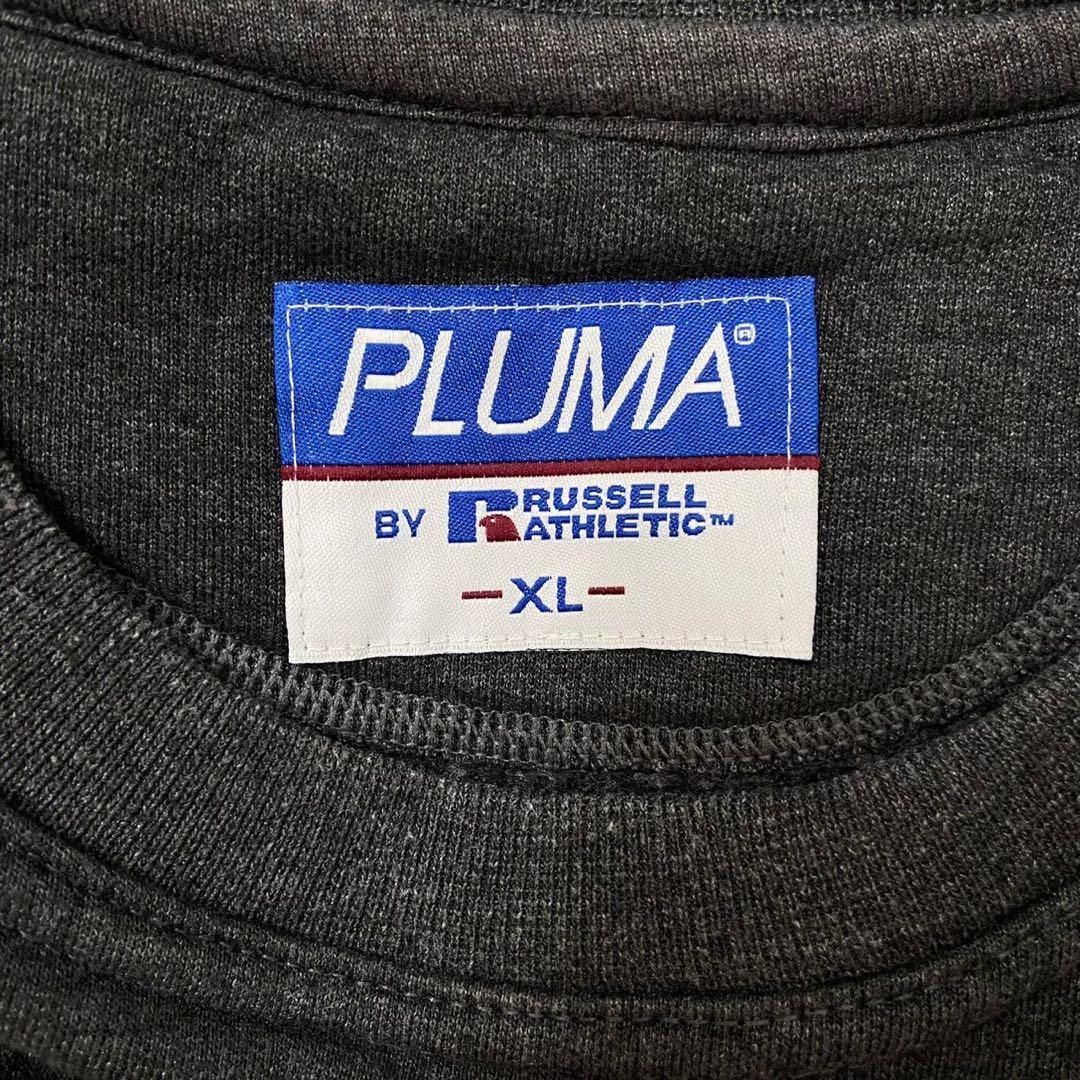 PLUMA®
BY RUSSELL
ATHLETIC™
-XL-